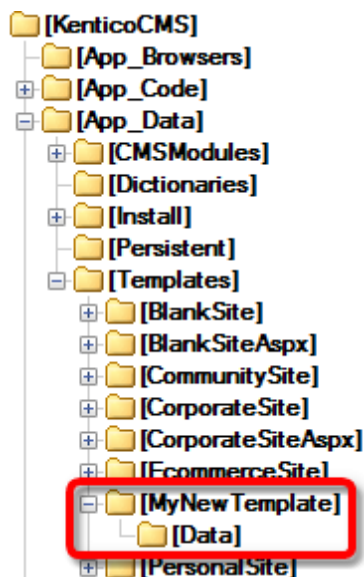 [KenticoCMS]
[App_Browsers]
[App_Code]
[App_Data]
[CMSModules]
[Dictionaries]
[Install]
[Persistent]
[Templates]
[BlankSite]
[BlankSiteAspx]
[CommunitySite]
[CorporateSite]
[CorporateSiteAspx]
[EcommerceSite]
[MyNewTemplate]
[Data]
[PersonalSite]